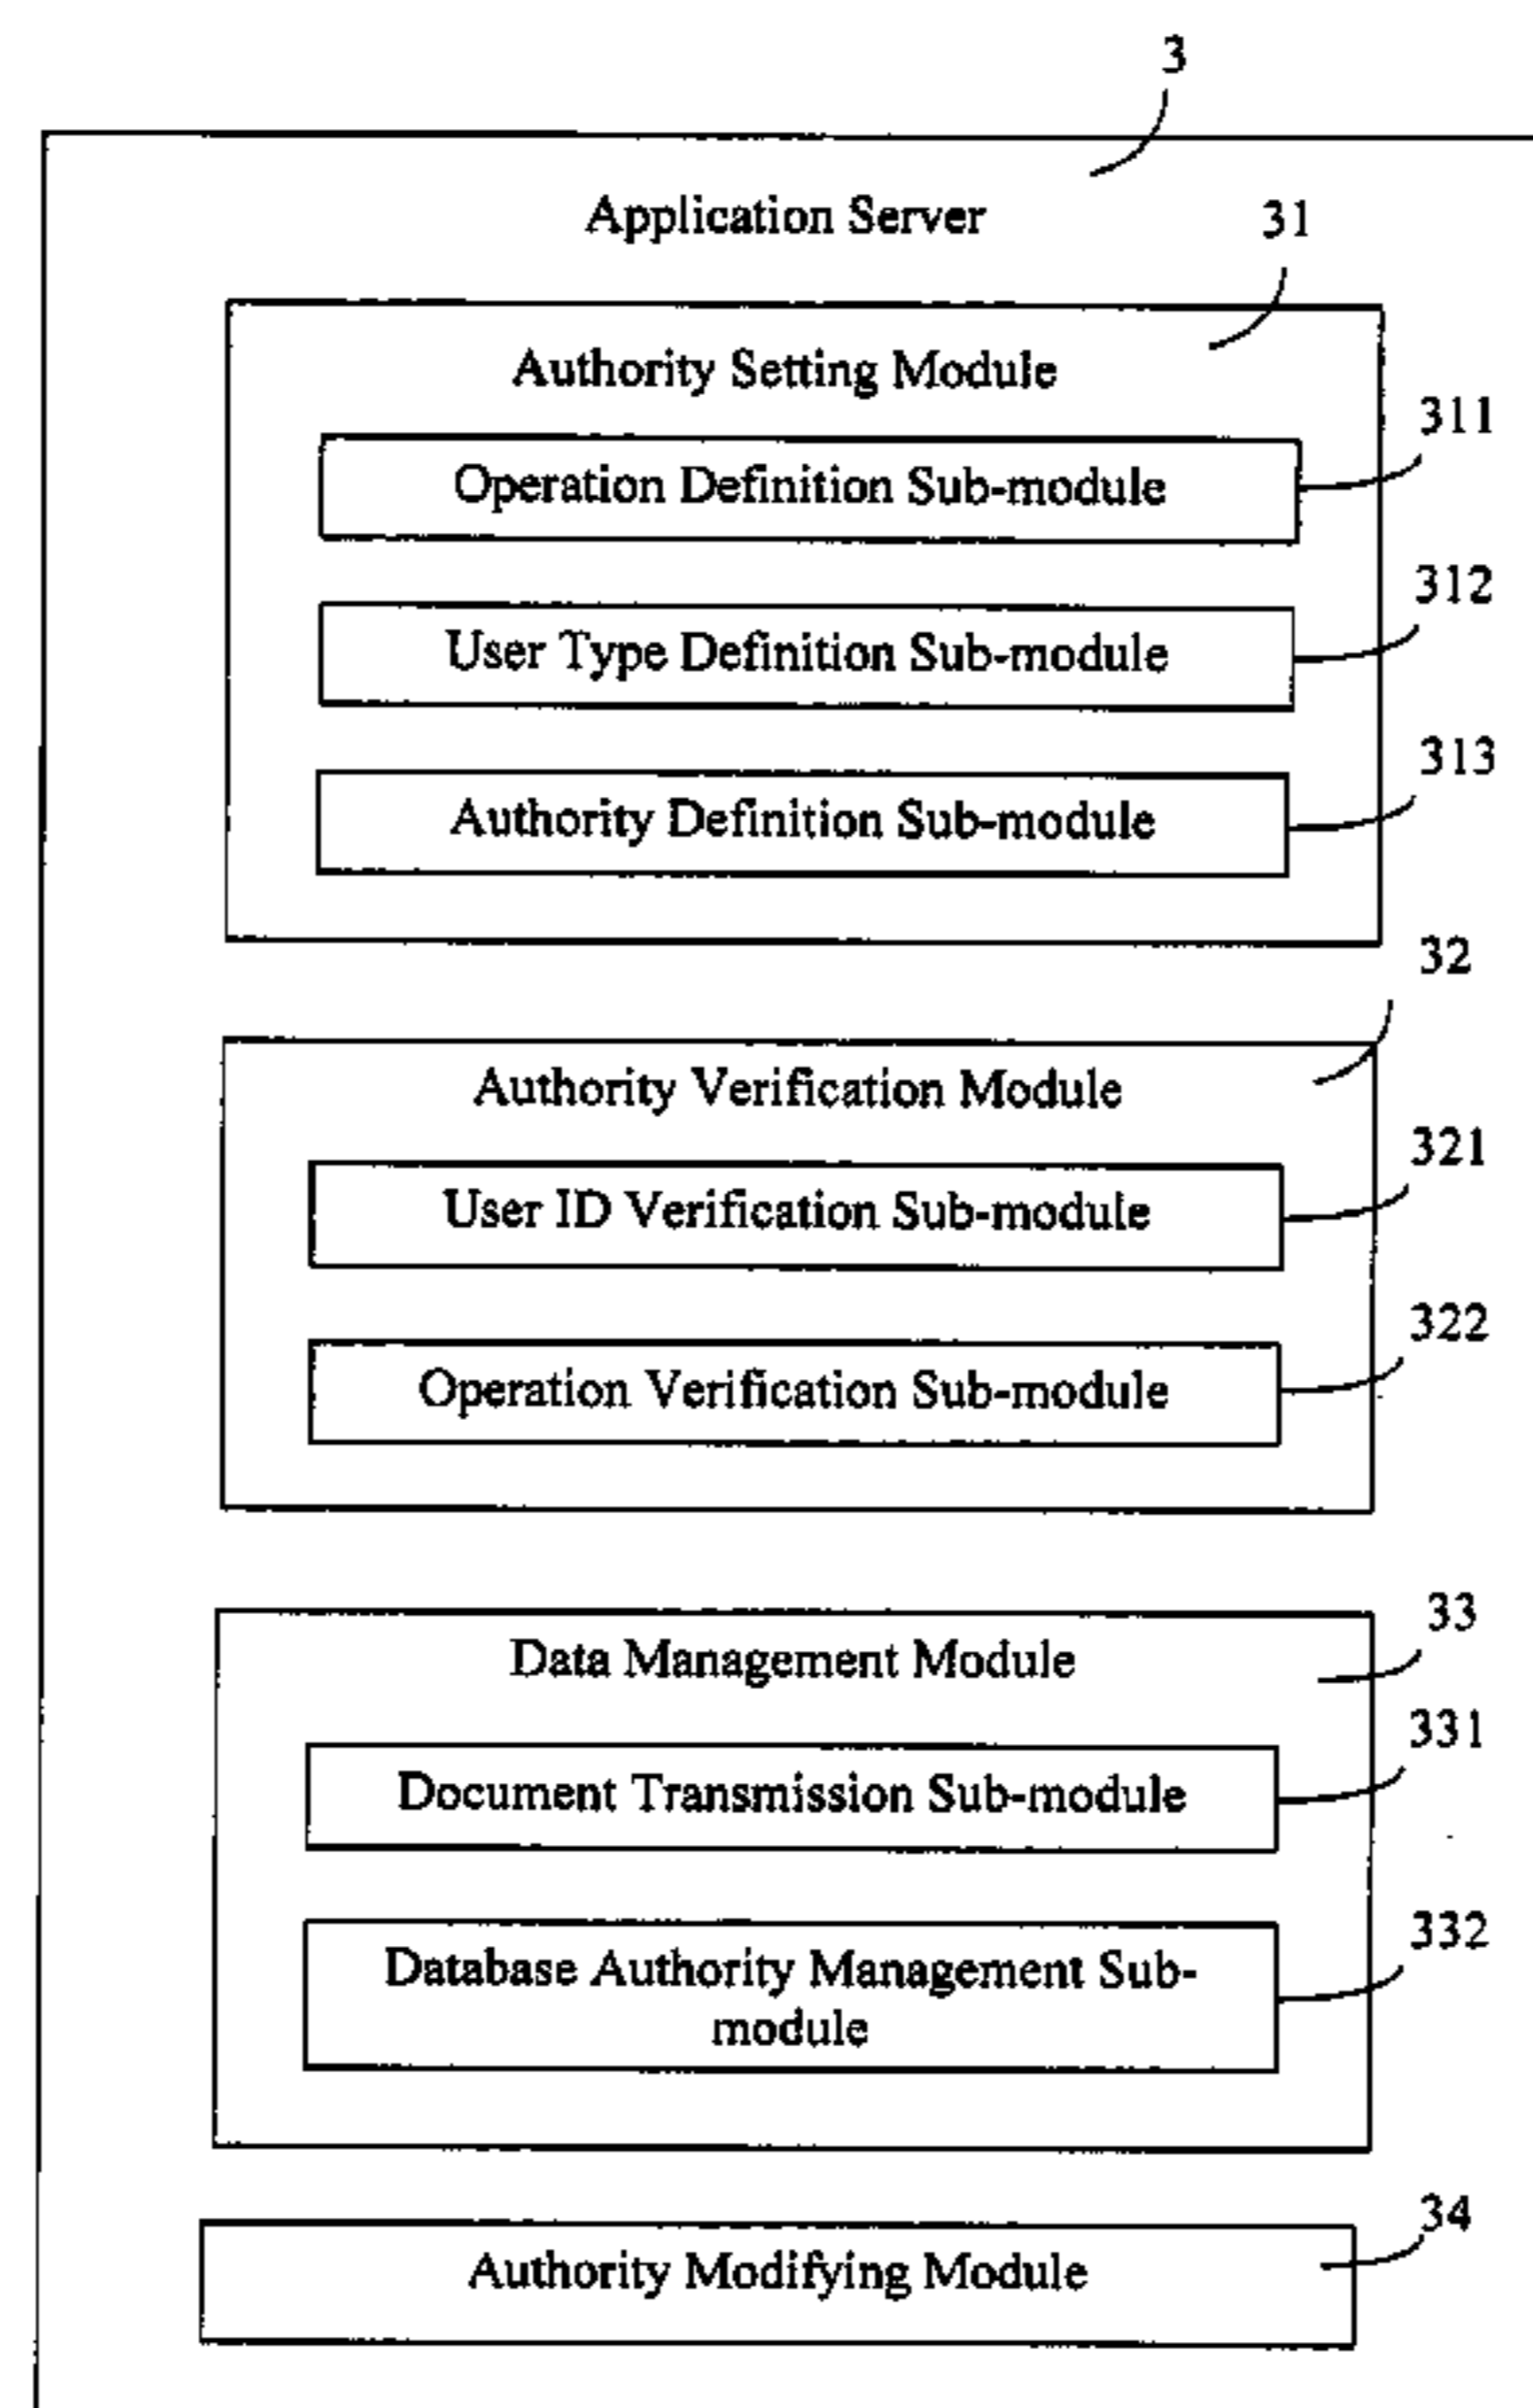 3
Application Server
31
Authority Setting Module
311
Operation Definition Sub-module
312
User Type Definition Sub-module
313
Authority Definition Sub-module
32
Authority Verification Module
321
User ID Verification Sub-module
322
Operation Verification Sub-module
33
Data Management Module
331
Document Transmission Sub-module
332
Database Authority Management Sub-
module
34
Authority Modifying Module